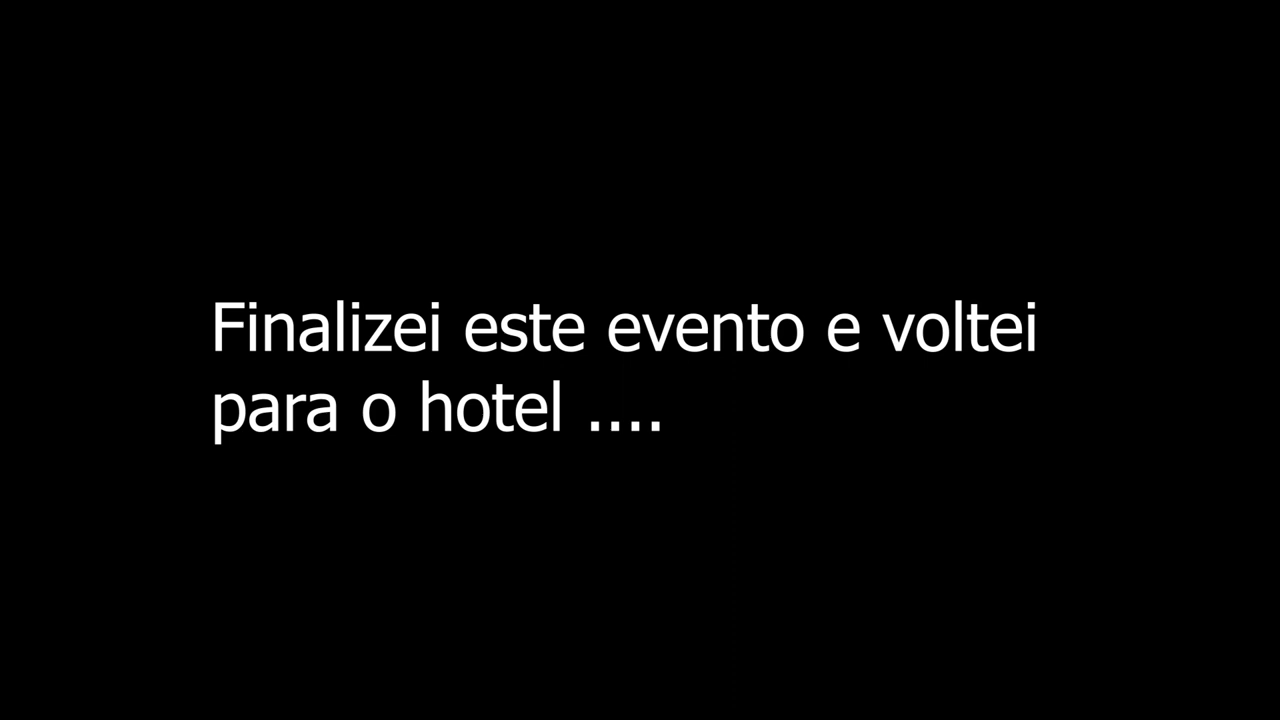 Finalizei este evento e voltei
para o hotel ....